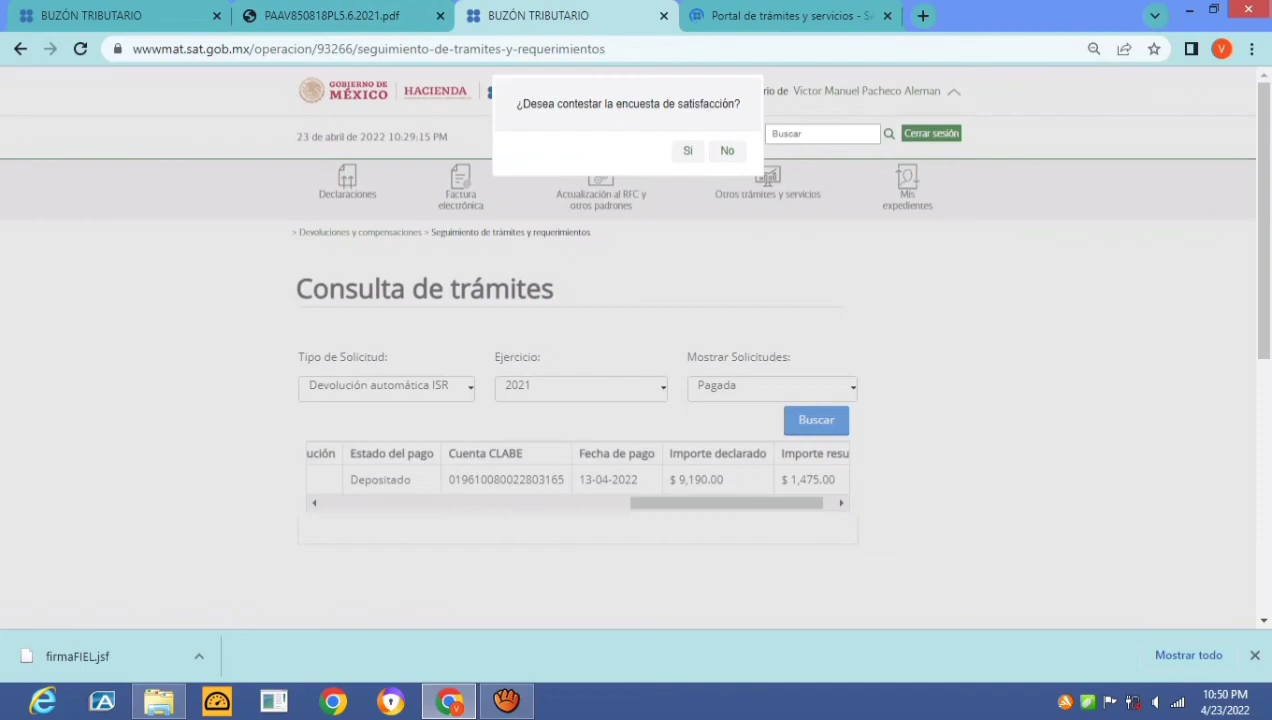 BUZÓN TRIBUTARIO
PAAV850818PL5.6.2021.pdf
BUZÓN TRIBUTARIO
Portal de trámites y servicios - SA
wwwmat.sat.gob.mx/operacion/93266/seguimiento-de-tramites-y-requerimientos
V
GOBIERNO DE
MÉXICO
HACIENDA
¿Desea contestar la encuesta de satisfacción?
Si
No
rio de Victor Manuel Pacheco Aleman
23 de abril de 2022 10:29:15 PM
Buscar
Cerrar sesión
Declaraciones
Factura
electrónica
Actualización al RFC y
otros padrones
Otros trámites y servicios
Mis
expedientes
> Devoluciones y compensaciones > Seguimiento de trámites y requerimientos
Consulta de trámites
Tipo de Solicitud:
Ejercicio:
Mostrar Solicitudes:
Devolución automática ISR
2021
Pagada
Buscar
ución Estado del pago Cuenta CLABE Fecha de pago Importe declarado Importe resu
Depositado 019610080022803165 13-04-2022 $ 9,190.00 $ 1,475.00
firmaFIEL.jsf
Mostrar todo
10:50 PM
4/23/2022